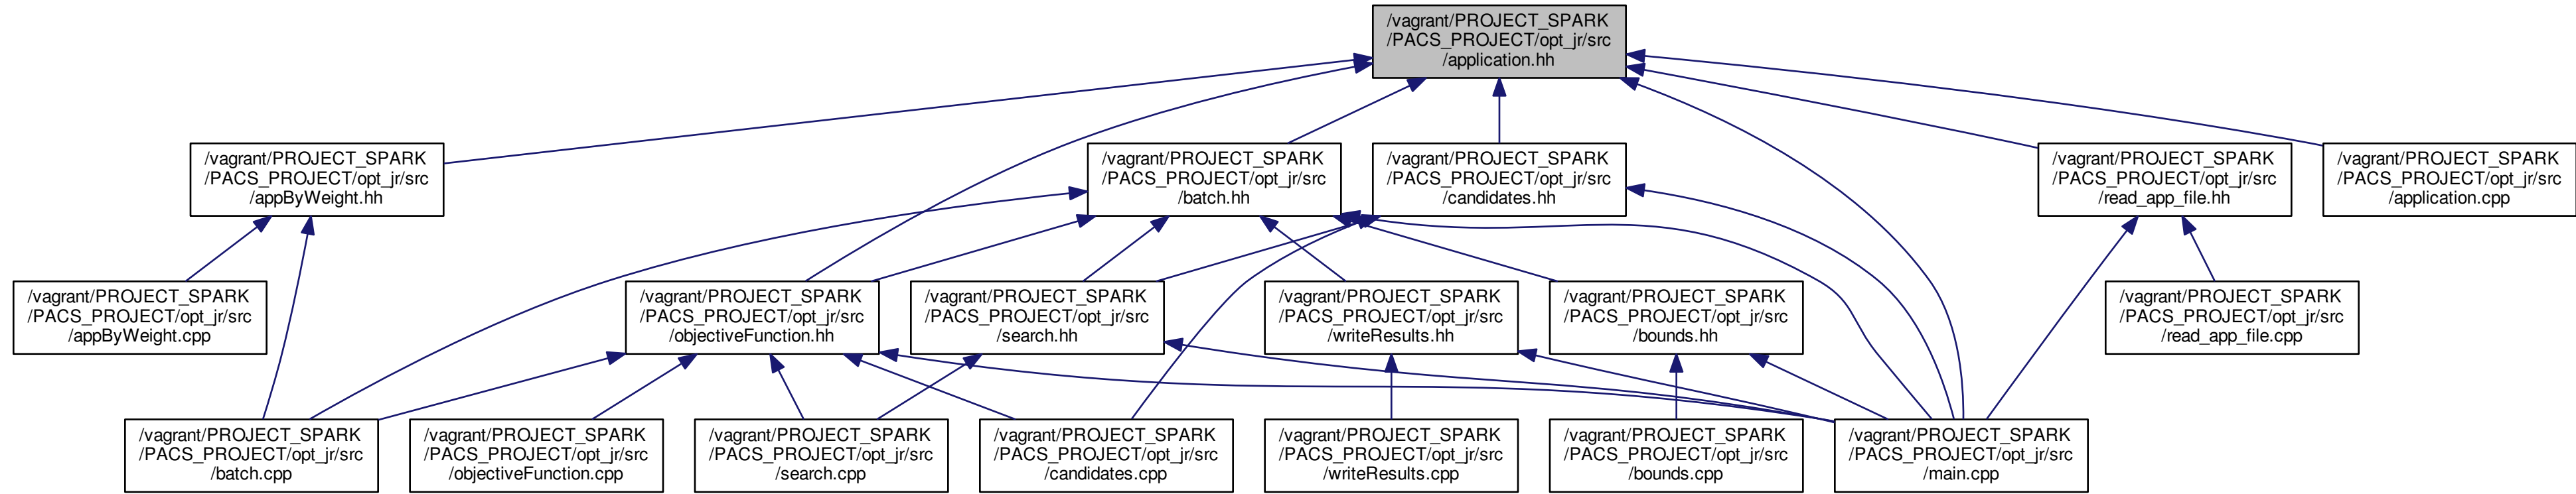 /vagrant/PROJECT_SPARK
/PACS_PROJECT/opt_jr/src
/application.hh
/vagrant/PROJECT_SPARK
/PACS_PROJECT/opt_jr/src
/appByWeight.hh
/vagrant/PROJECT_SPARK
/PACS_PROJECT/opt_jr/src
/batch.hh
/vagrant/PROJECT_SPARK
/PACS_PROJECT/opt_jr/src
/candidates.hh
/vagrant/PROJECT_SPARK
/PACS_PROJECT/opt_jr/src
/read_app_file.hh
/vagrant/PROJECT_SPARK
/PACS_PROJECT/opt_jr/src
/application.cpp
/vagrant/PROJECT_SPARK
/PACS_PROJECT/opt_jr/src
/appByWeight.cpp
/vagrant/PROJECT_SPARK
/PACS_PROJECT/opt_jr/src
/objectiveFunction.hh
/vagrant/PROJECT_SPARK
/PACS_PROJECT/opt_jr/src
/search.hh
/vagrant/PROJECT_SPARK
/PACS_PROJECT/opt_jr/src
/writeResults.hh
/vagrant/PROJECT_SPARK
/PACS_PROJECT/opt_jr/src
/bounds.hh
/vagrant/PROJECT_SPARK
/PACS_PROJECT/opt_jr/src
/read_app_file.cpp
/vagrant/PROJECT_SPARK
/PACS_PROJECT/opt_jr/src
/batch.cpp
/vagrant/PROJECT_SPARK
/PACS_PROJECT/opt_jr/src
/objectiveFunction.cpp
/vagrant/PROJECT_SPARK
/PACS_PROJECT/opt_jr/src
/search.cpp
/vagrant/PROJECT_SPARK
/PACS_PROJECT/opt_jr/src
/candidates.cpp
/vagrant/PROJECT_SPARK
/PACS_PROJECT/opt_jr/src
/writeResults.cpp
/vagrant/PROJECT_SPARK
/PACS_PROJECT/opt_jr/src
/bounds.cpp
/vagrant/PROJECT_SPARK
/PACS_PROJECT/opt_jr/src
/main.cpp